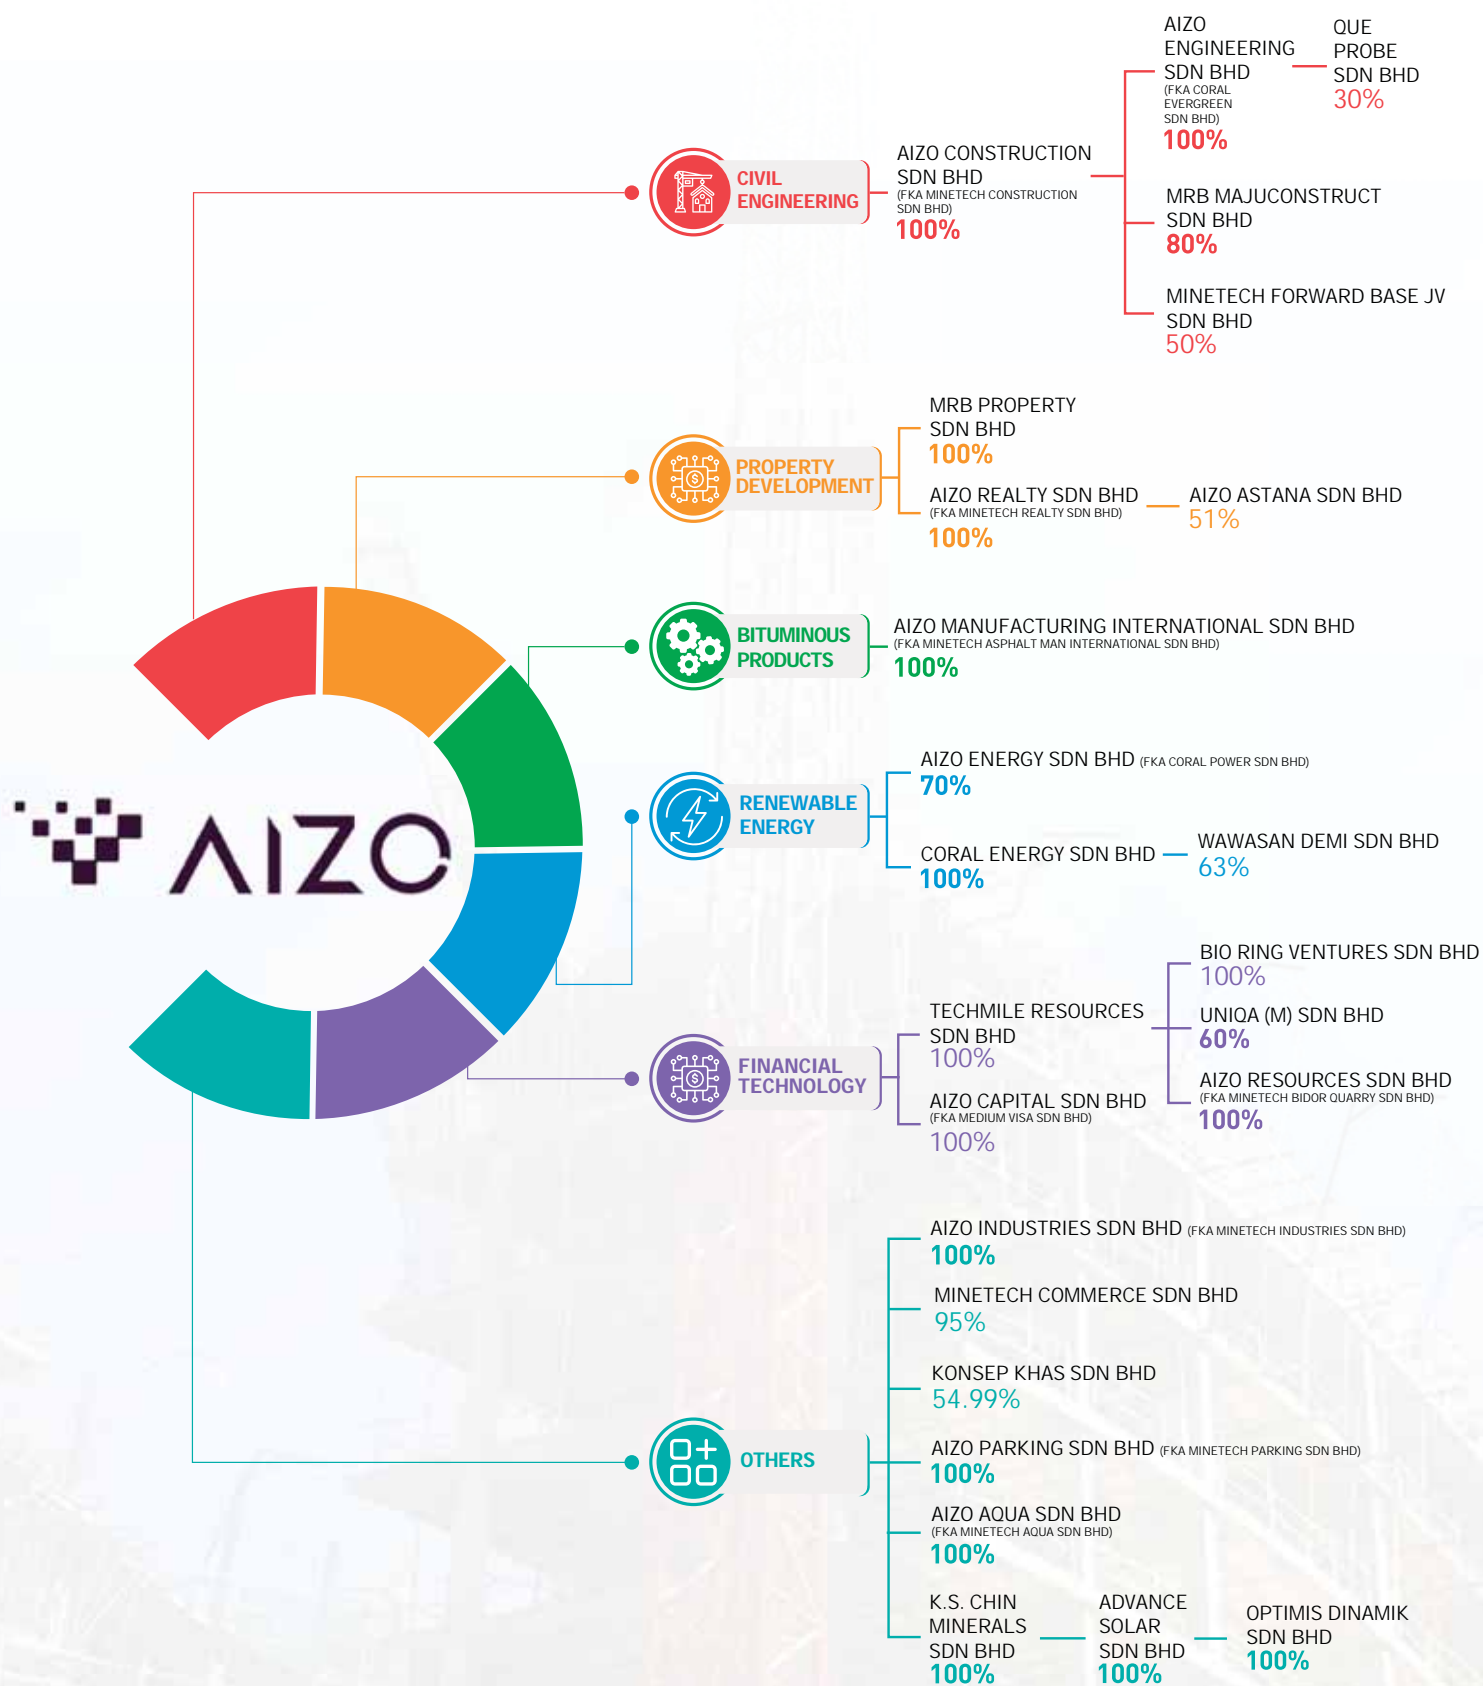 AIZO
CIVIL
ENGINEERING
AIZO CONSTRUCTION
SDN BHD
(FKA MINETECH CONSTRUCTION
SDN BHD)
100%
AIZO
ENGINEERING
SDN BHD
(FKA CORAL
EVERGREEN
SDN BHD)
100%
QUE
PROBE
SDN BHD
30%
MRB MAJUCONSTRUCT
SDN BHD
80%
MINETECH FORWARD BASE JV
SDN BHD
50%
PROPERTY
DEVELOPMENT
MRB PROPERTY
SDN BHD
100%
AIZO REALTY SDN BHD
(FKA MINETECH REALTY SDN BHD)
100%
AIZO ASTANA SDN BHD
51%
BITUMINOUS
PRODUCTS
AIZO MANUFACTURING INTERNATIONAL SDN BHD
(FKA MINETECH ASPHALT MAN INTERNATIONAL SDN BHD)
100%
RENEWABLE
ENERGY
AIZO ENERGY SDN BHD (FKA CORAL POWER SDN BHD)
70%
CORAL ENERGY SDN BHD
100%
WAWASAN DEMI SDN BHD
63%
FINANCIAL
TECHNOLOGY
TECHMILE RESOURCES
SDN BHD
100%
BIO RING VENTURES SDN BHD
100%
UNIQA (M) SDN BHD
60%
AIZO RESOURCES SDN BHD
(FKA MINETECH BIDOR QUARRY SDN BHD)
100%
AIZO CAPITAL SDN BHD
(FKA MEDIUM VISA SDN BHD)
100%
OTHERS
AIZO INDUSTRIES SDN BHD (FKA MINETECH INDUSTRIES SDN BHD)
100%
MINETECH COMMERCE SDN BHD
95%
KONSEP KHAS SDN BHD
54.99%
AIZO PARKING SDN BHD (FKA MINETECH PARKING SDN BHD)
100%
AIZO AQUA SDN BHD
(FKA MINETECH AQUA SDN BHD)
100%
K.S. CHIN
MINERALS
SDN BHD
100%
ADVANCE
SOLAR
SDN BHD
100%
OPTIMIS DINAMIK
SDN BHD
100%